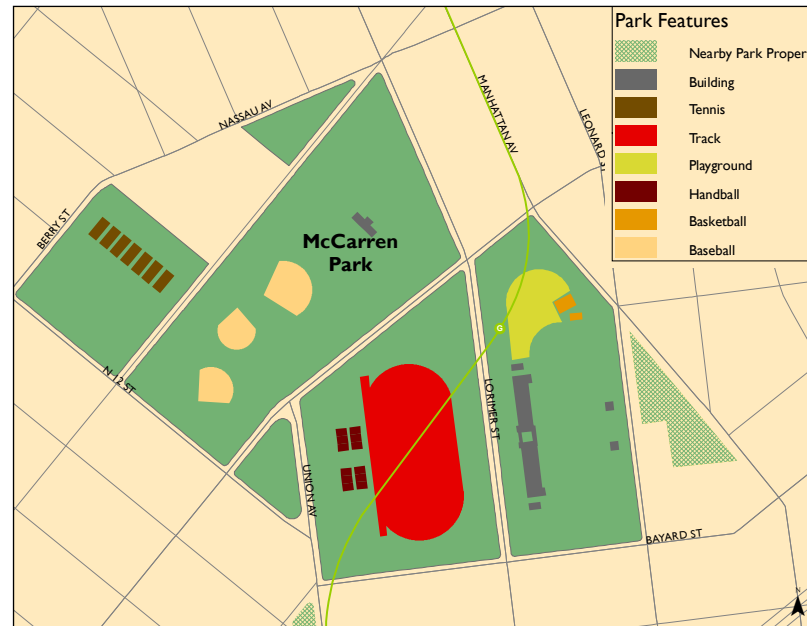 Park Features
Nearby Park Proper
Building
Tennis
Track
Playground
Handball
Basketball
Baseball
NASSAU AV
MANHATTAN AV
LEONARD S
BERRY ST
McCarren
Park
G
N 12 ST
LORIMER ST
UNION AV
BAYARD ST
N